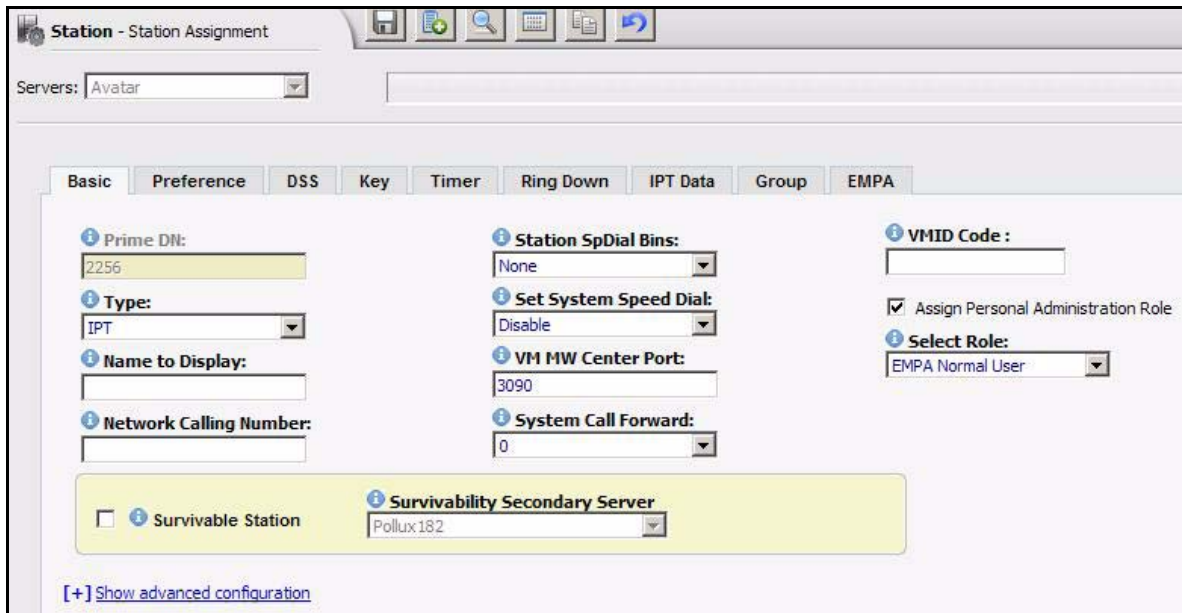 Station - Station Assignment
Servers: Avatar
Basic Preference DSS Key Timer Ring Down IPT Data Group EMPA
Prime DN:
2256
Type:
IPT
Name to Display:
Network Calling Number:
Station SpDial Bins:
None
Set System Speed Dial:
Disable
VM MW Center Port:
3090
System Call Forward:
0
VMID Code :
Assign Personal Administration Role
Select Role:
EMPA Normal User
Survivable Station
Survivability Secondary Server
Pollux182
[+] Show advanced configuration